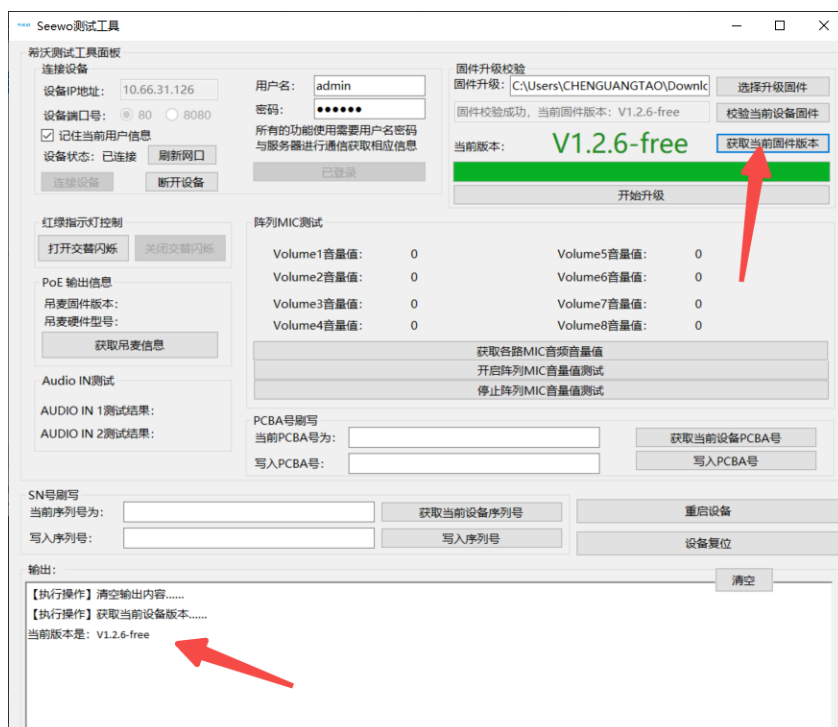 Seewo测试工具
希沃测试工具面板
连接设备
设备IP地址: 10.66.31.126
设备端口号: 80 8080
记住当前用户信息
设备状态: 已连接 刷新网口
连接设备 断开设备
用户名: admin
密码: ●●●●●●
所有的功能使用需要用户名密码
与服务器进行通信获取相应信息
已登录
固件升级校验
固件升级: C:\Users\CHENGUANGTAO\Downlc 选择升级固件
固件校验成功, 当前固件版本: V1.2.6-free 校验当前设备固件
当前版本: V1.2.6-free 获取当前固件版本
开始升级
红绿指示灯控制
打开交替闪烁 关闭交替闪烁
PoE 输出信息
吊麦固件版本:
吊麦硬件型号:
获取吊麦信息
Audio IN测试
AUDIO IN 1测试结果:
AUDIO IN 2测试结果:
阵列MIC测试
Volume1音量值: 0 Volume5音量值: 0
Volume2音量值: 0 Volume6音量值: 0
Volume3音量值: 0 Volume7音量值: 0
Volume4音量值: 0 Volume8音量值: 0
获取各路MIC音频音量值
开启阵列MIC音量值测试
停止阵列MIC音量值测试
PCBA号刷写
当前PCBA号为: 获取当前设备PCBA号
写入PCBA号: 写入PCBA号
SN号刷写
当前序列号为: 获取当前设备序列号
写入序列号: 写入序列号
重启设备
设备复位
输出: 清空
【执行操作】清空输出内容......
【执行操作】获取当前设备版本......
当前版本是: V1.2.6-free